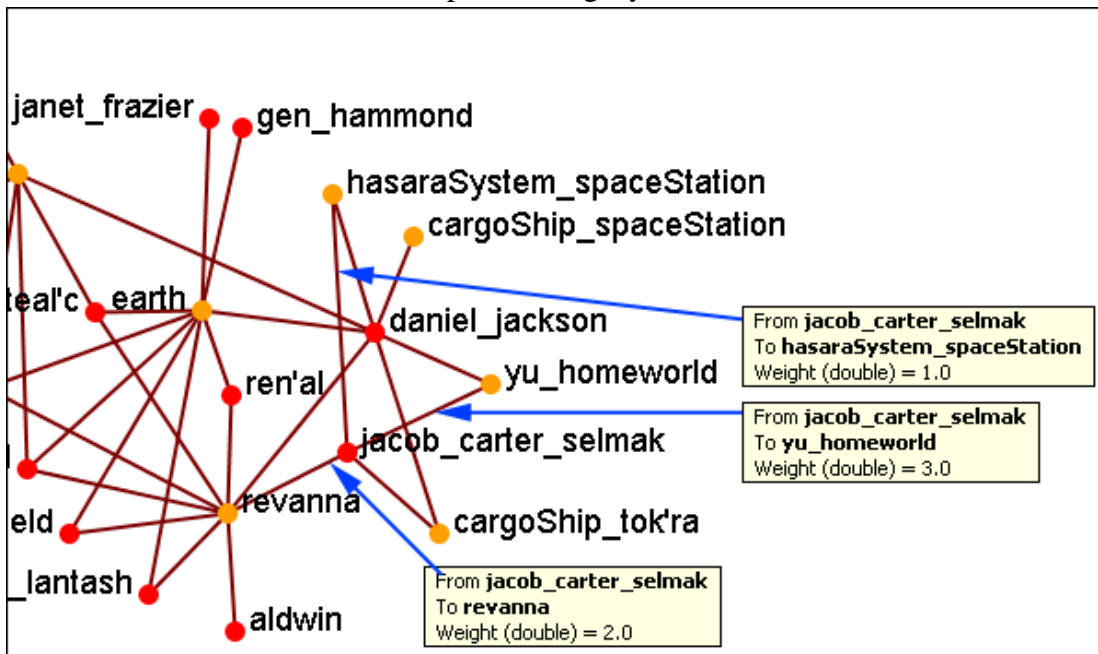 janet_frazier
gen_hammond
hasaraSystem_spaceStation
cargoShip_spaceStation
teal'c
earth
daniel_jackson
From jacob_carter_selmak
To hasaraSystem_spaceStation
Weight (double) = 1.0
yu_homeworld
ren'al
From jacob_carter_selmak
To yu_homeworld
Weight (double) = 3.0
jacob_carter_selmak
revanna
eld
cargoShip_tok'ra
_lantash
From jacob_carter_selmak
To revanna
Weight (double) = 2.0
aldwin